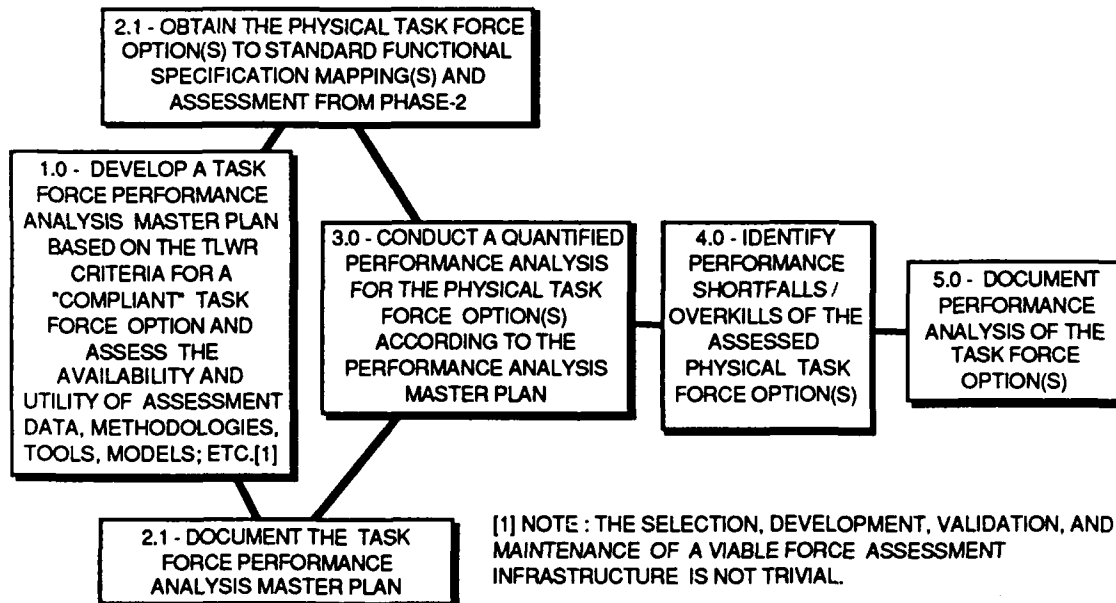 2.1 - OBTAIN THE PHYSICAL TASK FORCE
OPTION(S) TO STANDARD FUNCTIONAL
SPECIFICATION MAPPING(S) AND
ASSESSMENT FROM PHASE-2
1.0 - DEVELOP A TASK
FORCE PERFORMANCE
ANALYSIS MASTER PLAN
BASED ON THE TLWR
CRITERIA FOR A
"COMPLIANT" TASK
FORCE OPTION AND
ASSESS THE
AVAILABILITY AND
UTILITY OF ASSESSMENT
DATA, METHODOLOGIES,
TOOLS, MODELS; ETC.[1]
3.0 - CONDUCT A QUANTIFIED
PERFORMANCE ANALYSIS
FOR THE PHYSICAL TASK
FORCE OPTION(S)
ACCORDING TO THE
PERFORMANCE ANALYSIS
MASTER PLAN
4.0 - IDENTIFY
PERFORMANCE
SHORTFALLS /
OVERKILLS OF THE
ASSESSED
PHYSICAL TASK
FORCE OPTION(S)
5.0 - DOCUMENT
PERFORMANCE
ANALYSIS OF THE
TASK FORCE
OPTION(S)
2.1 - DOCUMENT THE TASK
FORCE PERFORMANCE
ANALYSIS MASTER PLAN
[1] NOTE : THE SELECTION, DEVELOPMENT, VALIDATION, AND
MAINTENANCE OF A VIABLE FORCE ASSESSMENT
INFRASTRUCTURE IS NOT TRIVIAL.